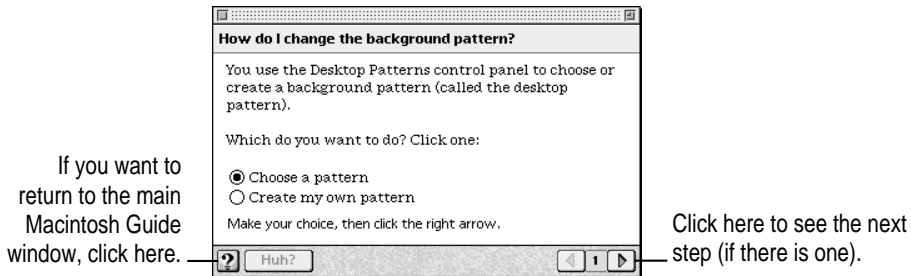 How do I change the background pattern?
You use the Desktop Patterns control panel to choose or
create a background pattern (called the desktop
pattern).
Which do you want to do? Click one:
Choose a pattern
Create my own pattern
Make your choice, then click the right arrow.
? Huh? 1
If you want to
return to the main
Macintosh Guide
window, click here.
Click here to see the next
step (if there is one).